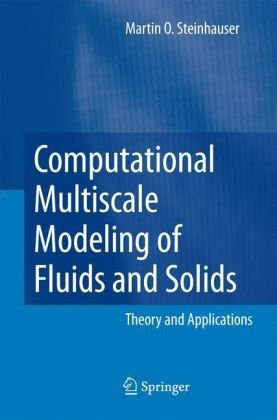 Martin O. Steinhauser
Computational
Multiscale
Modeling of
Fluids and Solids
Theory and Applications
Springer